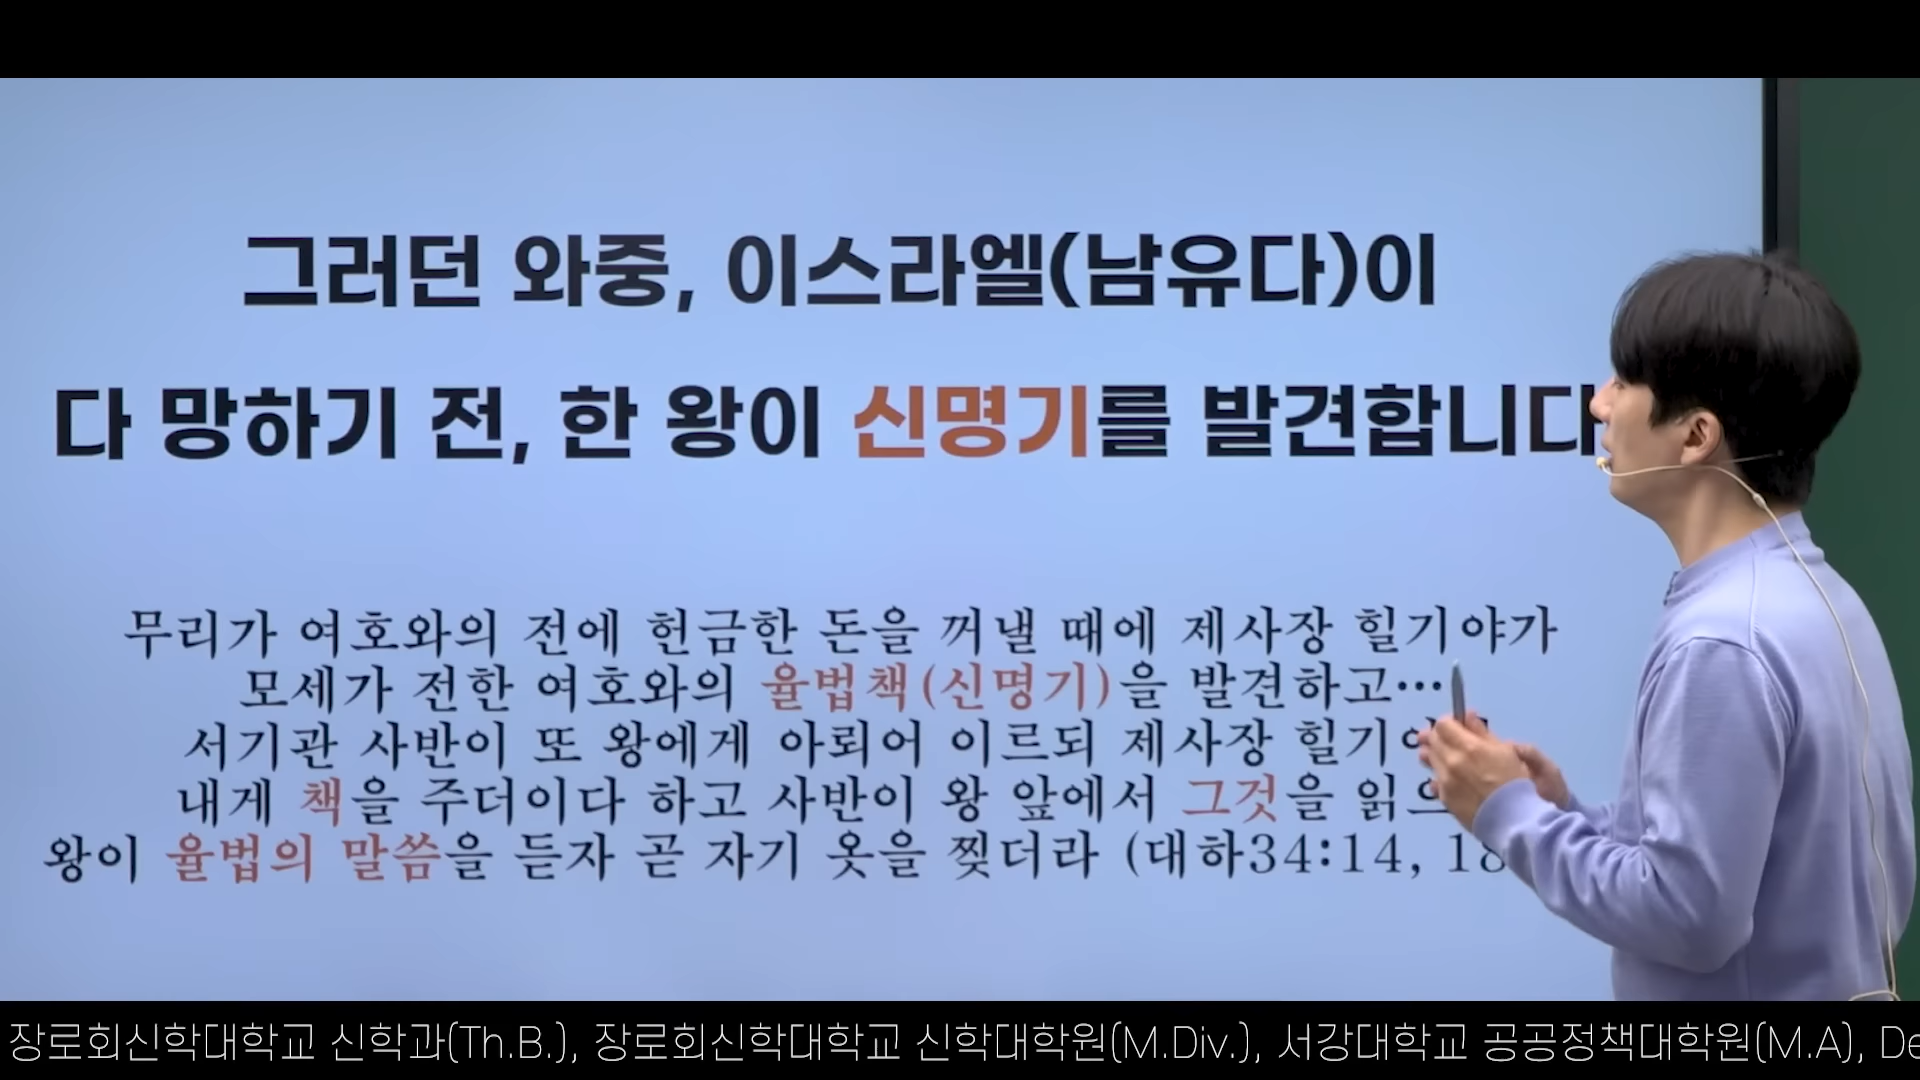 그러던 와중, 이스라엘(남유다)이
다 망하기 전, 한 왕이 신명기를 발견합니다
무리가 여호와의 전에 헌금한 돈을 꺼낼 때에 제사장 힐기야가
모세가 전한 여호와의 율법책(신명기)을 발견하고…
서기관 사반이 또 왕에게 아뢰어 이르되 제사장 힐기
내게 책을 주더이다 하고 사반이 왕 앞에서 그것을
왕이 율법의 말씀을 듣자 곧 자기 옷을 찢더라 (대하34:14, 18
장로회신학대학교 신학과(Th.B.), 장로회신학대학교 신학대학원(M.Div.), 서강대학교 공공정책대학원(M.A), De